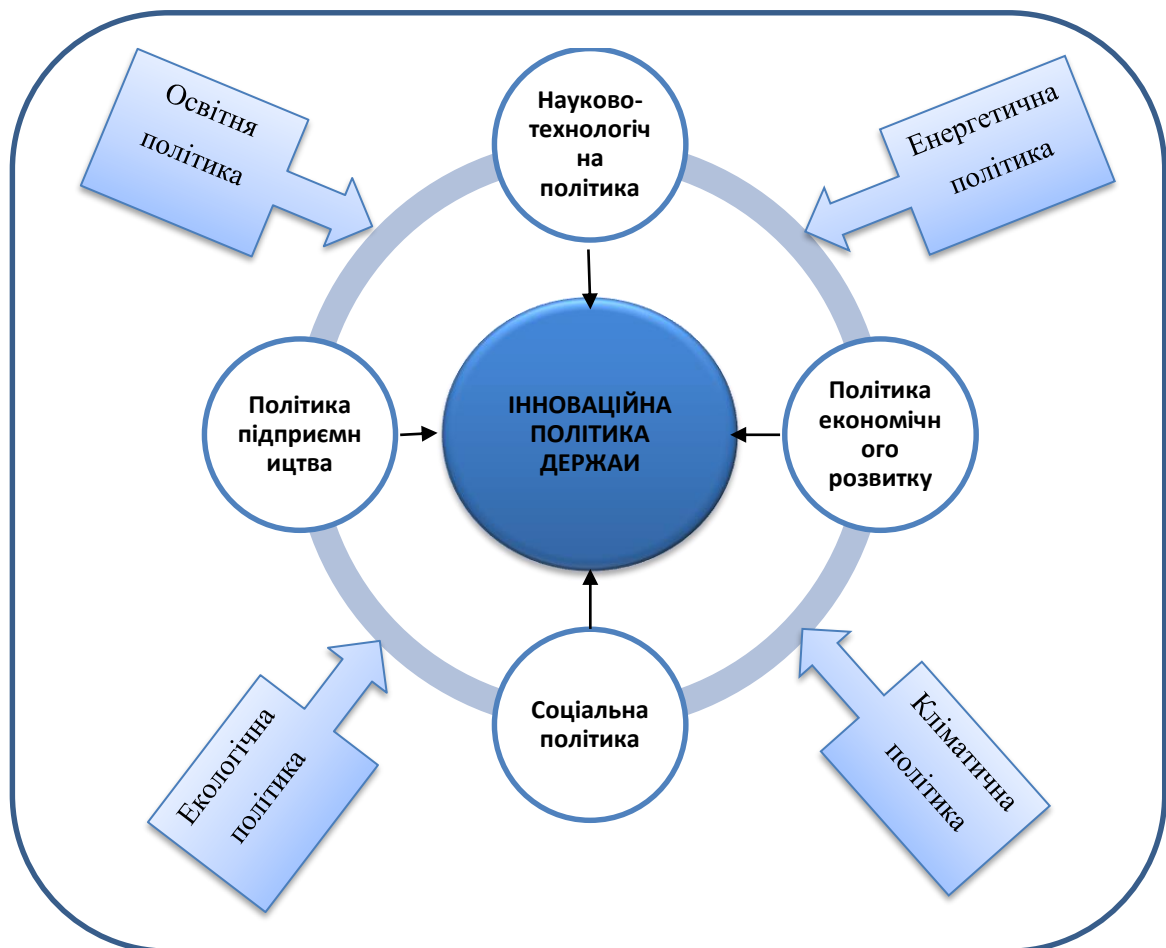 Освітня
політика
Науково-
технологіч
на
політика
Енергетична
політика
Політика
підприємн
ицтва
ІННОВАЦІЙНА
ПОЛІТИКА
ДЕРЖАИ
Політика
економічн
ого
розвитку
Екологічна
політика
Соціальна
політика
Кліматична
політика